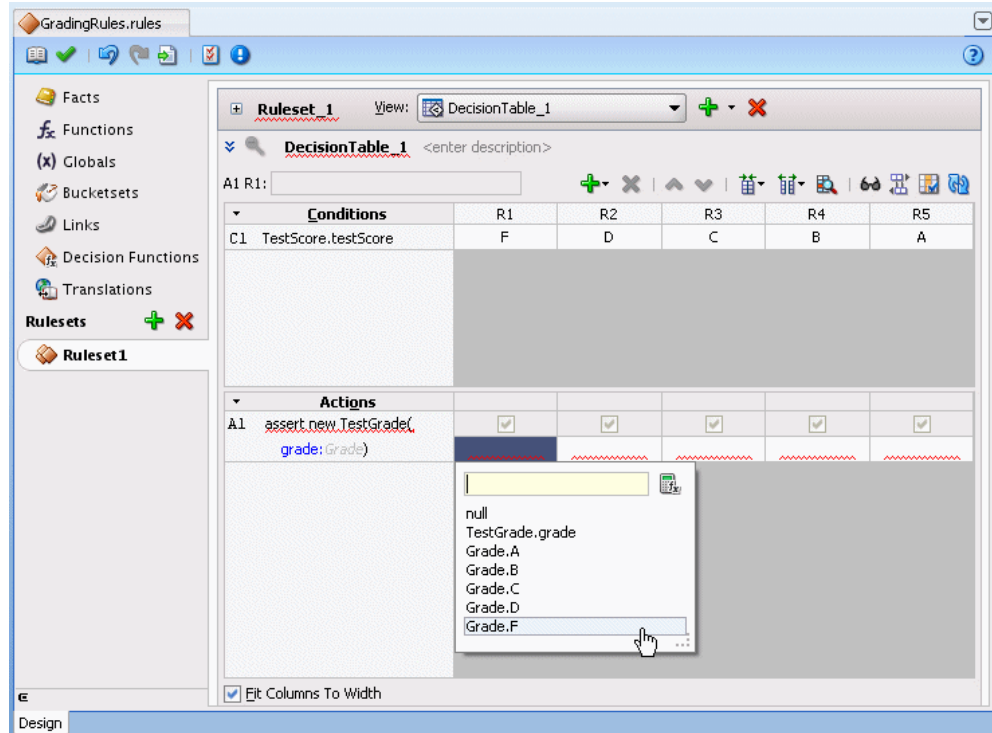 GradingRules.rules
Facts
Functions
(x) Globals
Bucketsets
Links
Decision Functions
Translations
Rulesets
Ruleset1
Ruleset_1 View: DecisionTable_1
DecisionTable_1 <enter description>
A1 R1:
Conditions R1 R2 R3 R4 R5
C1 TestScore.testScore F D C B A
Actions
A1 assert new TestGrade(
grade:Grade)
null
TestGrade.grade
Grade.A
Grade.B
Grade.C
Grade.D
Grade.F
Fit Columns To Width
Design